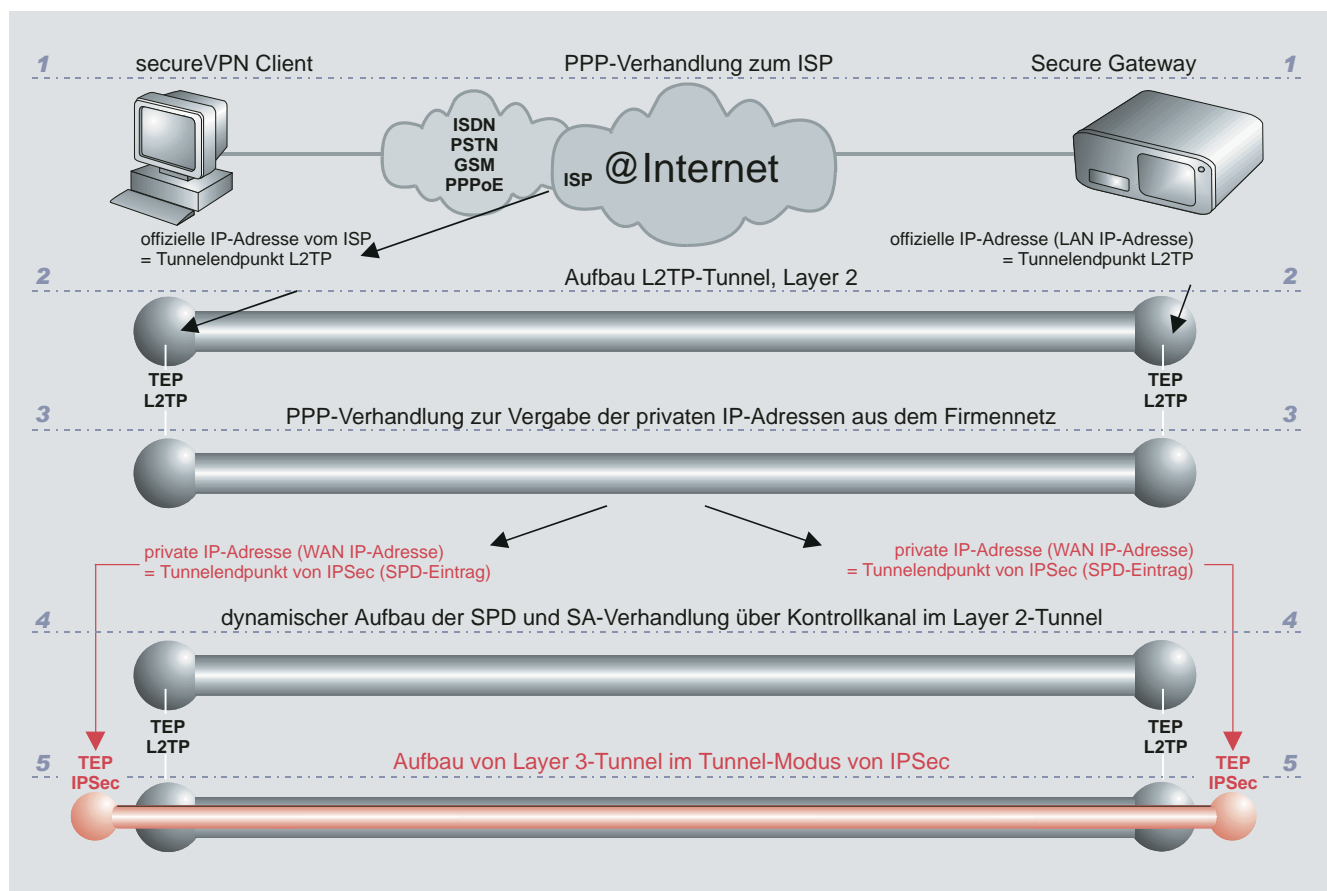 1 secureVPN Client PPP-Verhandlung zum ISP Secure Gateway 1
ISDN
PSTN
GSM
PPPoE
ISP @Internet
offizielle IP-Adresse vom ISP
= Tunnelendpunkt L2TP
offizielle IP-Adresse (LAN IP-Adresse)
= Tunnelendpunkt L2TP
2 Aufbau L2TP-Tunnel, Layer 2 2
TEP
L2TP
TEP
L2TP
3 PPP-Verhandlung zur Vergabe der privaten IP-Adressen aus dem Firmennetz 3
private IP-Adresse (WAN IP-Adresse)
= Tunnelendpunkt von IPSec (SPD-Eintrag)
private IP-Adresse (WAN IP-Adresse)
= Tunnelendpunkt von IPSec (SPD-Eintrag)
4 dynamischer Aufbau der SPD und SA-Verhandlung über Kontrollkanal im Layer 2-Tunnel 4
TEP
L2TP
TEP
L2TP
5 Aufbau von Layer 3-Tunnel im Tunnel-Modus von IPSec 5
TEP
IPSec
TEP
IPSec